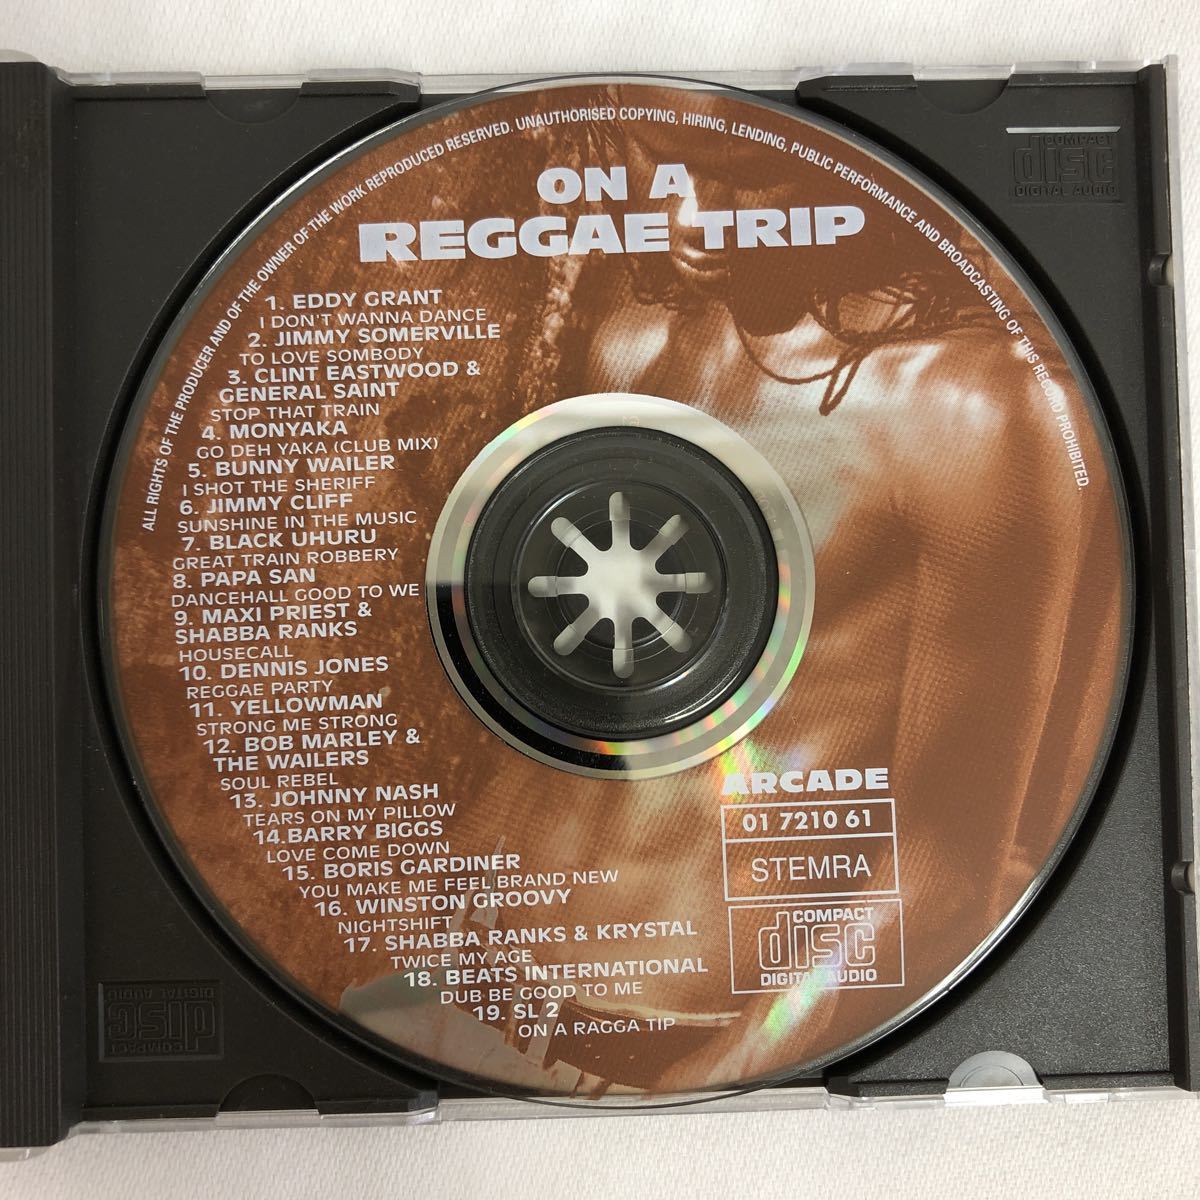 ALL RIGHTS OF THE PRODUCER AND OF THE OWNER OF THE WORK REPRODUCED RESERVED. UNAUTHORISED COPYING, HIRING, LENDING, PUBLIC PERFORMANCE AND BROADCASTING OF THIS RECORD PROHIBITED.
ON A
REGGAE TRIP
1. EDDY GRANT
I DON'T WANNA DANCE
2. JIMMY SOMERVILLE
TO LOVE SOMBODY
3. CLINT EASTWOOD &
GENERAL SAINT
STOP THAT TRAIN
4. MONYAKA
GO DEH YAKA (CLUB MIX)
5. BUNNY WAILER
I SHOT THE SHERIFF
6. JIMMY CLIFF
SUNSHINE IN THE MUSIC
7. BLACK UHURU
GREAT TRAIN ROBBERY
8. PAPA SAN
DANCEHALL GOOD TO WE
9. MAXI PRIEST &
SHABBA RANKS
HOUSECALL
10. DENNIS JONES
REGGAE PARTY
11. YELLOWMAN
STRONG ME STRONG
12. BOB MARLEY &
THE WAILERS
SOUL REBEL
13. JOHNNY NASH
TEARS ON MY PILLOW
14.BARRY BIGGS
LOVE COME DOWN
15. BORIS GARDINER
YOU MAKE ME FEEL BRAND NEW
16. WINSTON GROOVY
NIGHTSHIFT
17. SHABBA RANKS & KRYSTAL
TWICE MY AGE
18. BEATS INTERNATIONAL
DUB BE GOOD TO ME
19. SL 2
ON A RAGGA TIP
ARCADE
01 7210 61
STEMRA
COMPACT
disc
DIGITAL AUDIO
COMPACT
disc
DIGITAL AUDIO
COMPACT
disc
DIGITAL AUDIO